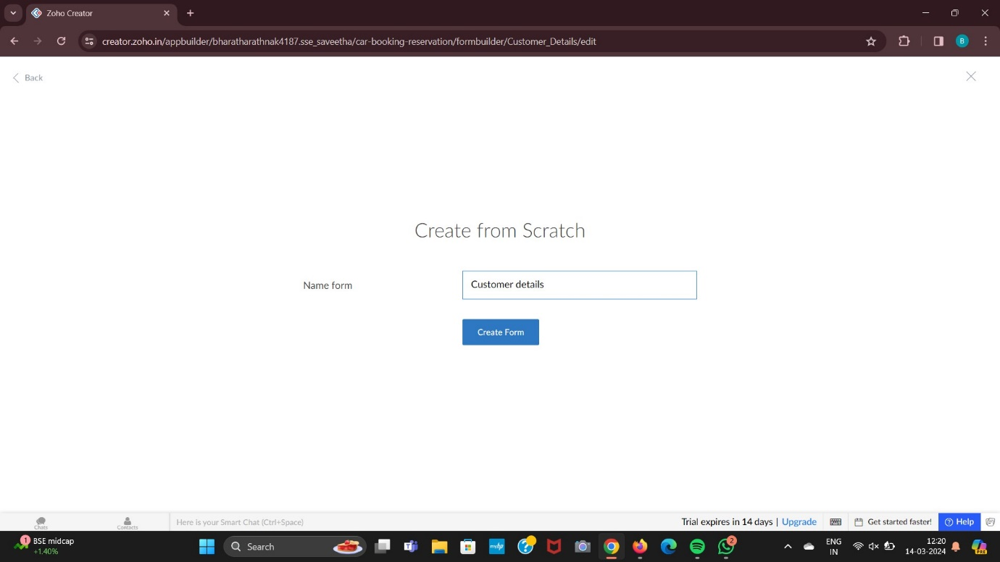 Zoho Creator
creator.zoho.in/appbuilder/bharatharathnak4187.sse_saveetha/car-booking-reservation/formbuilder/Customer_Details/edit
B
Back
Create from Scratch
Name form
Customer details
Create Form
Chats
Contacts
Here is your Smart Chat (Ctrl+Space)
Trial expires in 14 days | Upgrade
Get started faster!
Help
1
BSE midcap
+1.40%
Search
myhp
2
ENG
IN
12:20
14-03-2024
PRE